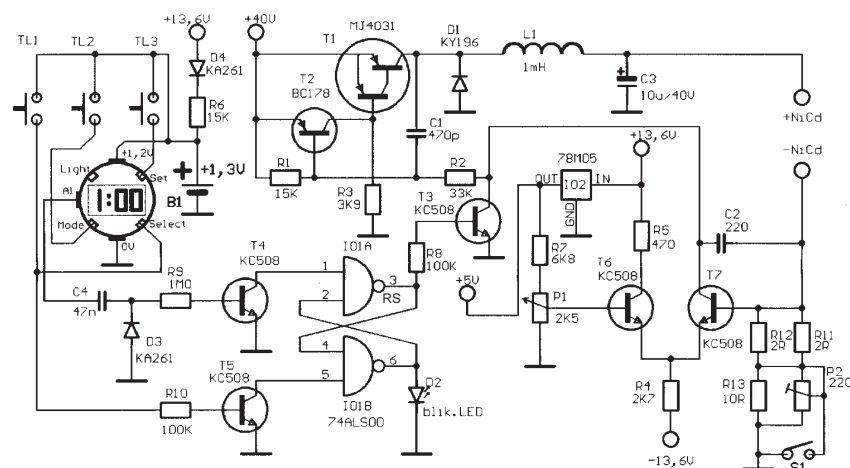 +13,6V
+40V
MJ4031
D1
KY196
L1
1mH
TL1
TL2
TL3
T1
D4
KA261
T2
BC178
C3
10u/40V
R6
15K
C1
470p
+NiCd
+13,6V
-NiCd
+1,2V
Light
Set
+1,3V
B1
A1
1:00
Mode
Select
0V
R1
15K
R2
33K
78M05
OUT
IO2
IN
GND
R3
3K9
T3
KC508
C2
220
R5
470
T4
KC508
IO1A
R8
100K
R7
6K8
T6
KC508
T7
+5V
R9
1M0
1
2
3
RS
C4
47n
P1
2K5
KC508
R12
2R
R11
2R
D3
KA261
T5
KC508
4
5
6
D2
blik.LED
R4
2K7
R13
10R
P2
220
R10
100K
IO1B
74ALS00
-13,6V
S1